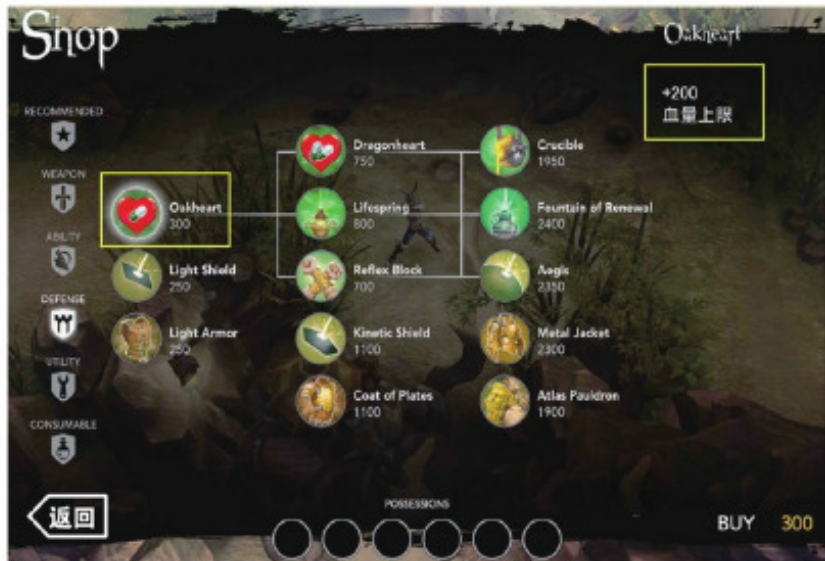 Shop
Oakheart
+200
血量上限
RECOMMENDED
WEAPON
ABILITY
DEFENSE
UTILITY
CONSUMABLE
Oakheart
300
Light Shield
250
Light Armor
250
Dragonheart
750
Lifespring
800
Reflex Block
700
Kinetic Shield
1100
Coat of Plates
1100
Crucible
1950
Fountain of Renewal
2400
Aegis
2350
Metal Jacket
2300
Atlas Pauldron
1900
返回
POSSESSIONS
BUY 300